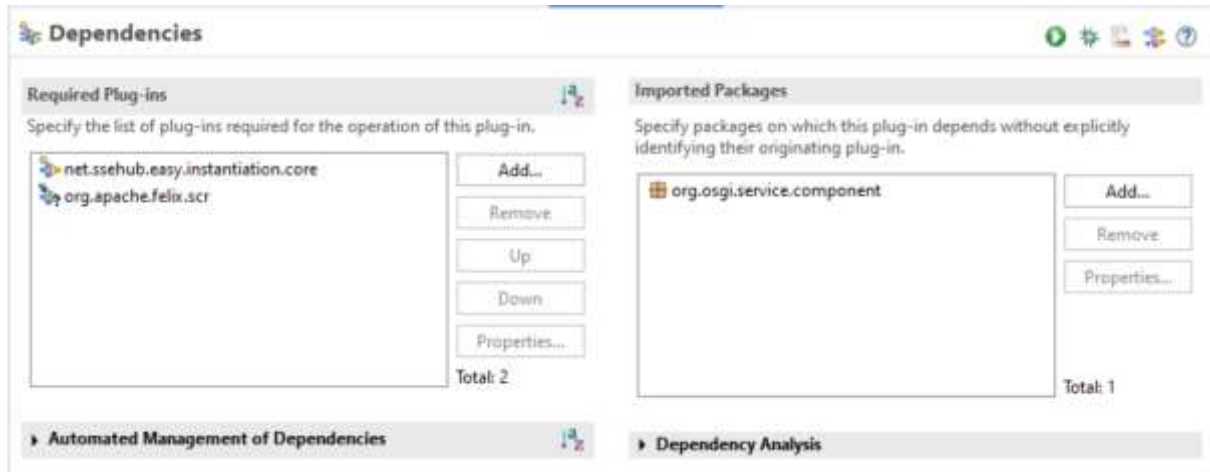 Dependencies
Required Plug-ins
Specify the list of plug-ins required for the operation of this plug-in.
net.ssehub.easy.instantiation.core
org.apache.felix.scr
Add...
Remove
Up
Down
Properties...
Total: 2
Automated Management of Dependencies
Imported Packages
Specify packages on which this plug-in depends without explicitly
identifying their originating plug-in.
org.osgi.service.component
Add...
Remove
Properties...
Total: 1
Dependency Analysis